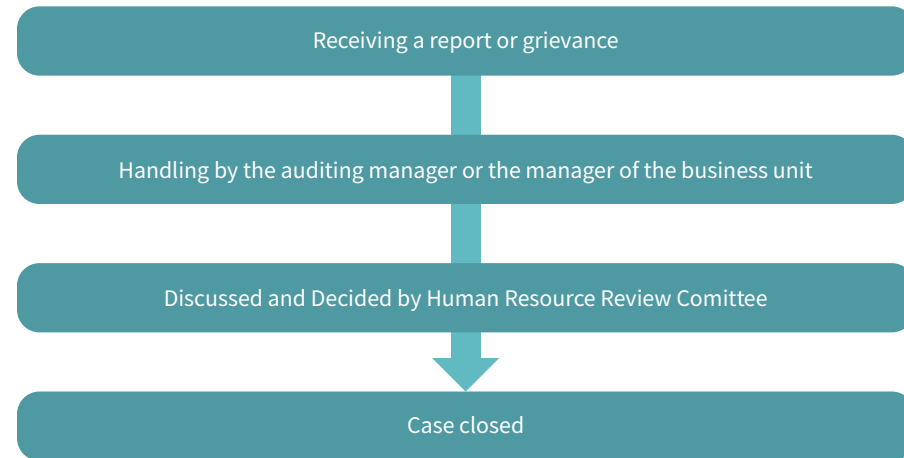 Receiving a report or grievance
Handling by the auditing manager or the manager of the business unit
Discussed and Decided by Human Resource Review Comittee
Case closed